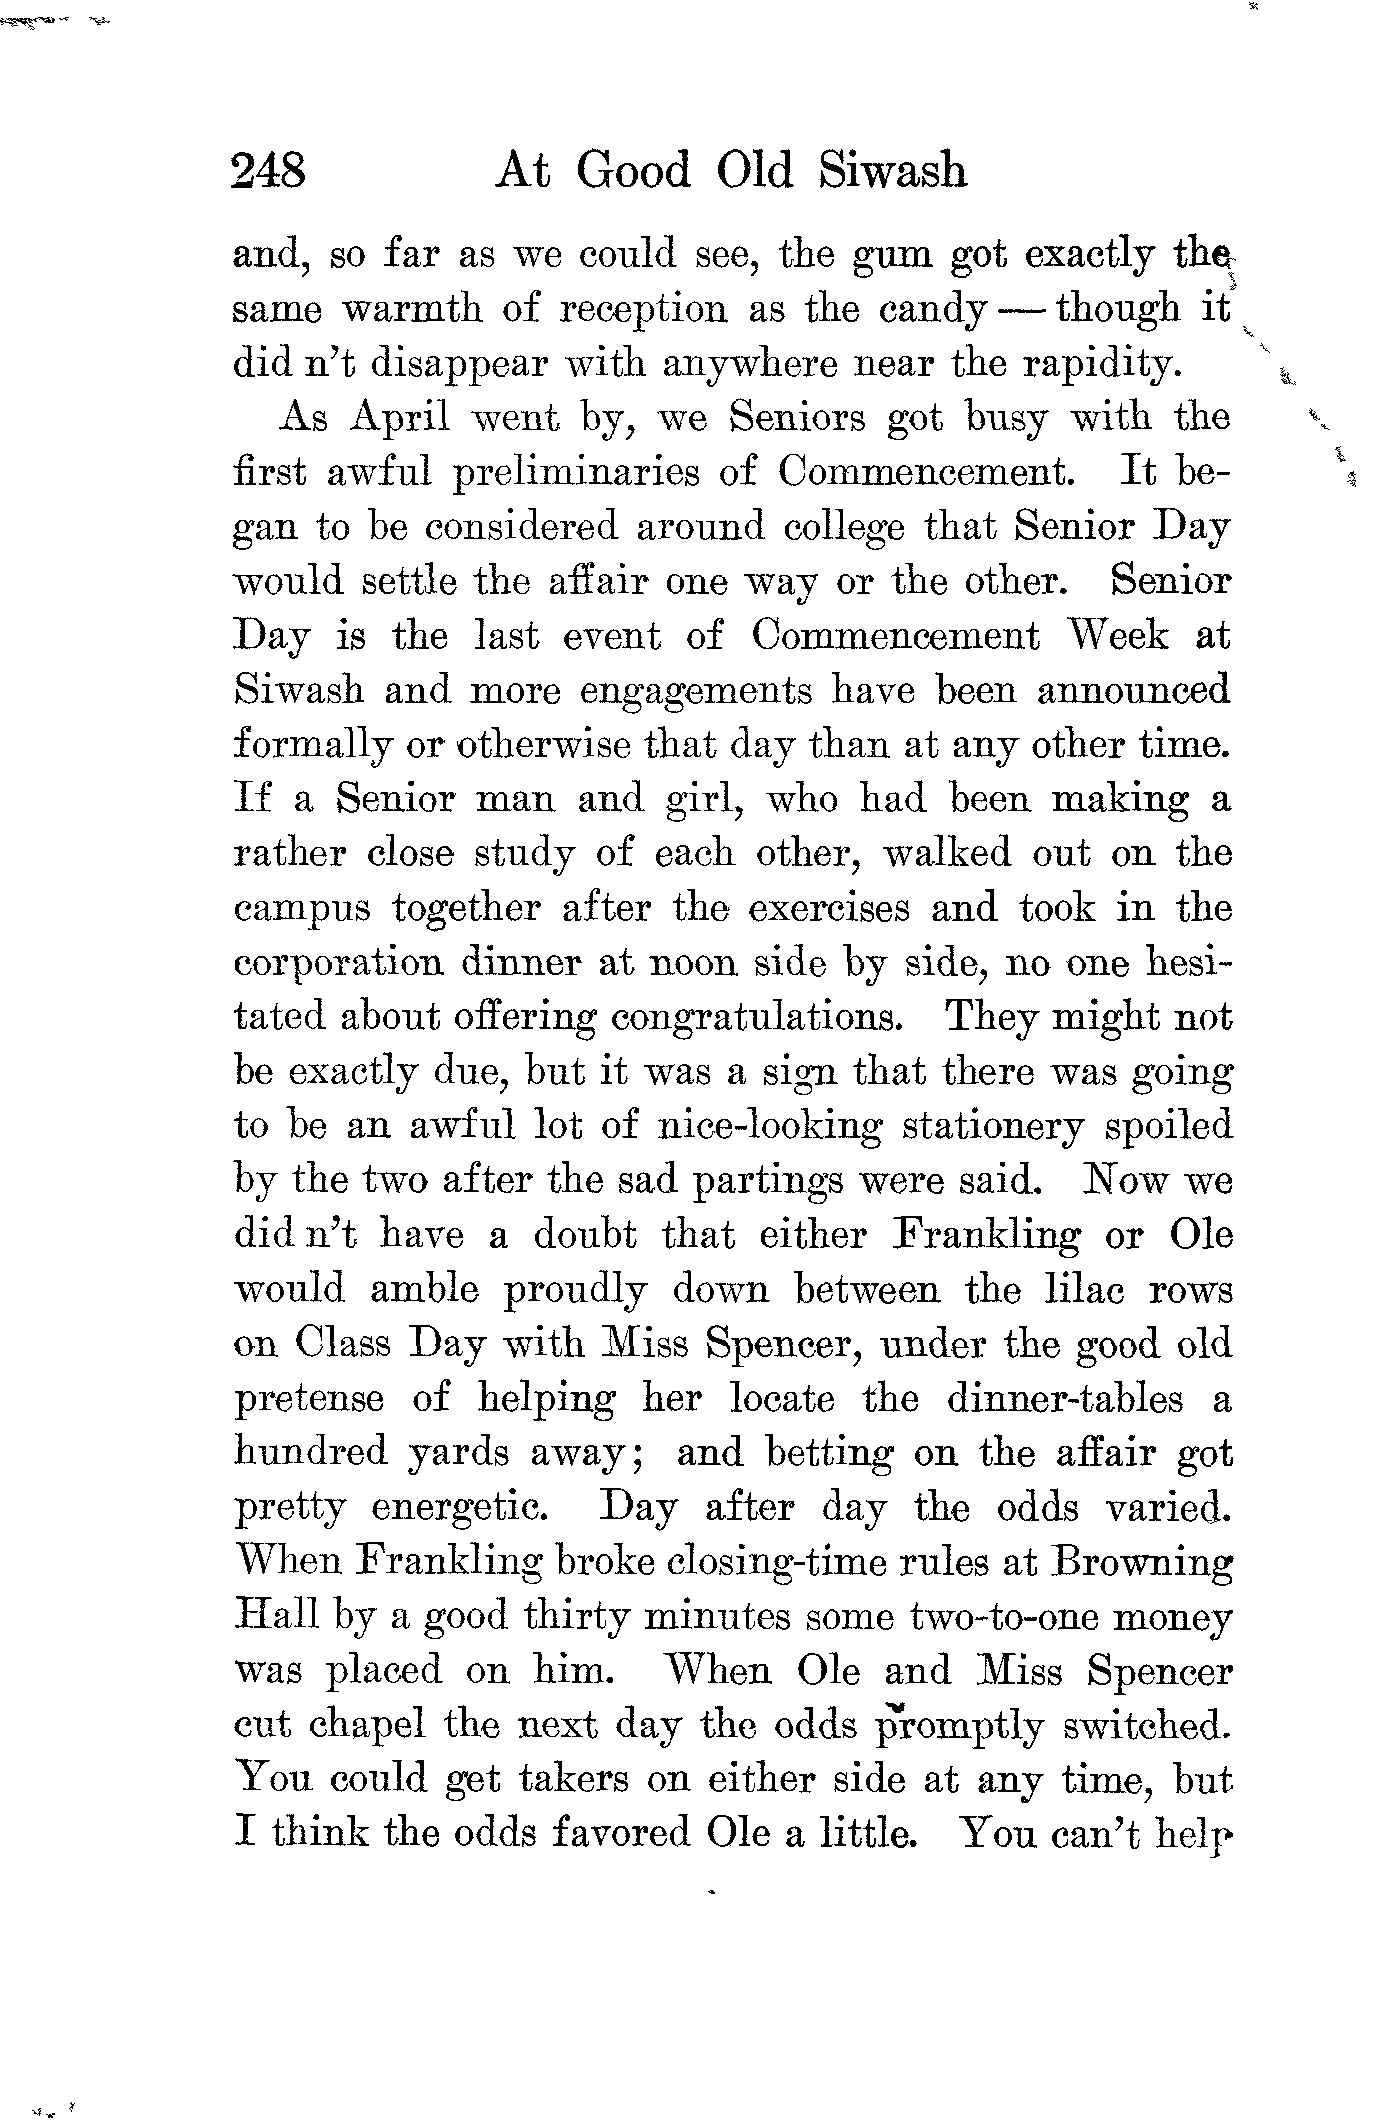 248 At Good Old Siwash
and, so far as we could see, the gum got exactly the
same warmth of reception as the candy — though it
did n't disappear with anywhere near the rapidity.
As April went by, we Seniors got busy with the
first awful preliminaries of Commencement. It be-
gan to be considered around college that Senior Day
would settle the affair one way or the other. Senior
Day is the last event of Commencement Week at
Siwash and more engagements have been announced
formally or otherwise that day than at any other time.
If a Senior man and girl, who had been making a
rather close study of each other, walked out on the
campus together after the exercises and took in the
corporation dinner at noon side by side, no one hesi-
tated about offering congratulations. They might not
be exactly due, but it was a sign that there was going
to be an awful lot of nice-looking stationery spoiled
by the two after the sad partings were said. Now we
did n't have a doubt that either Frankling or Ole
would amble proudly down between the lilac rows
on Class Day with Miss Spencer, under the good old
pretense of helping her locate the dinner-tables a
hundred yards away; and betting on the affair got
pretty energetic. Day after day the odds varied.
When Frankling broke closing-time rules at Browning
Hall by a good thirty minutes some two-to-one money
was placed on him. When Ole and Miss Spencer
cut chapel the next day the odds promptly switched.
You could get takers on either side at any time, but
I think the odds favored Ole a little. You can't help